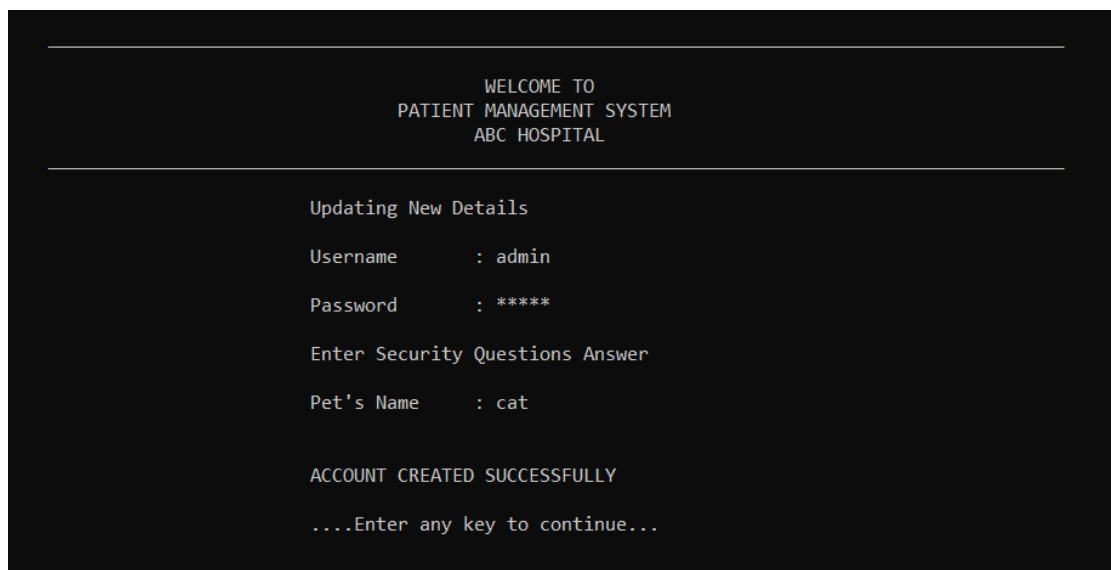 WELCOME TO
PATIENT MANAGEMENT SYSTEM
ABC HOSPITAL
Updating New Details
Username : admin
Password : *****
Enter Security Questions Answer
Pet's Name : cat
ACCOUNT CREATED SUCCESSFULLY
....Enter any key to continue...